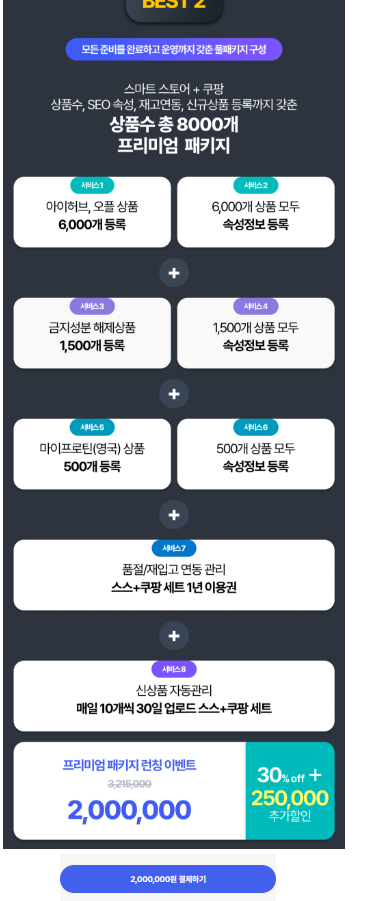 BEST 2
모든 준비를 완료하고 운영까지 갖춘 풀패키지 구성
스마트 스토어 + 쿠팡
상품수, SEO 속성, 재고연동, 신규상품 등록까지 갖춘
상품수 총 8000개
프리미엄 패키지
서비스1
아이허브, 오플 상품
6,000개 등록
서비스2
6,000개 상품 모두
속성정보 등록
+
서비스3
금지성분 해제상품
1,500개 등록
서비스4
1,500개 상품 모두
속성정보 등록
+
서비스5
마이프로틴(영국) 상품
500개 등록
서비스6
500개 상품 모두
속성정보 등록
+
서비스7
품절/재입고 연동 관리
스스+쿠팡 세트 1년 이용권
+
서비스8
신상품 자동관리
매일 10개씩 30일 업로드 스스+쿠팡 세트
프리미엄 패키지 런칭 이벤트
3,215,000
2,000,000
30% off +
250,000
추가할인
2,000,000원 결제하기